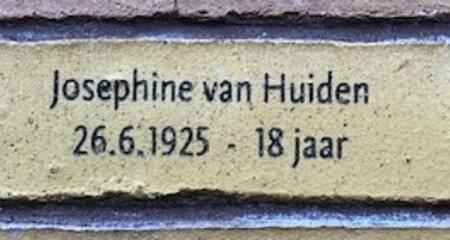 Josephine van Huiden
26.6.1925 - 18 jaar